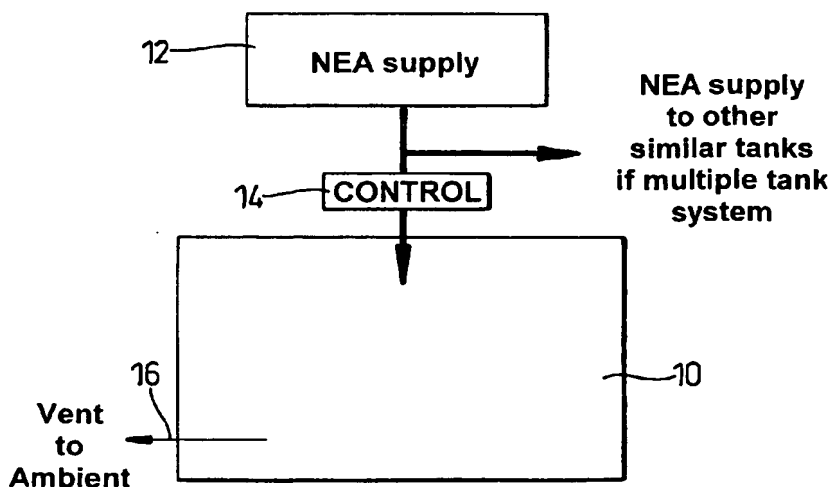 12
NEA supply
NEA supply
to other
similar tanks
if multiple tank
system
14
CONTROL
16
10
Vent
to
Ambient